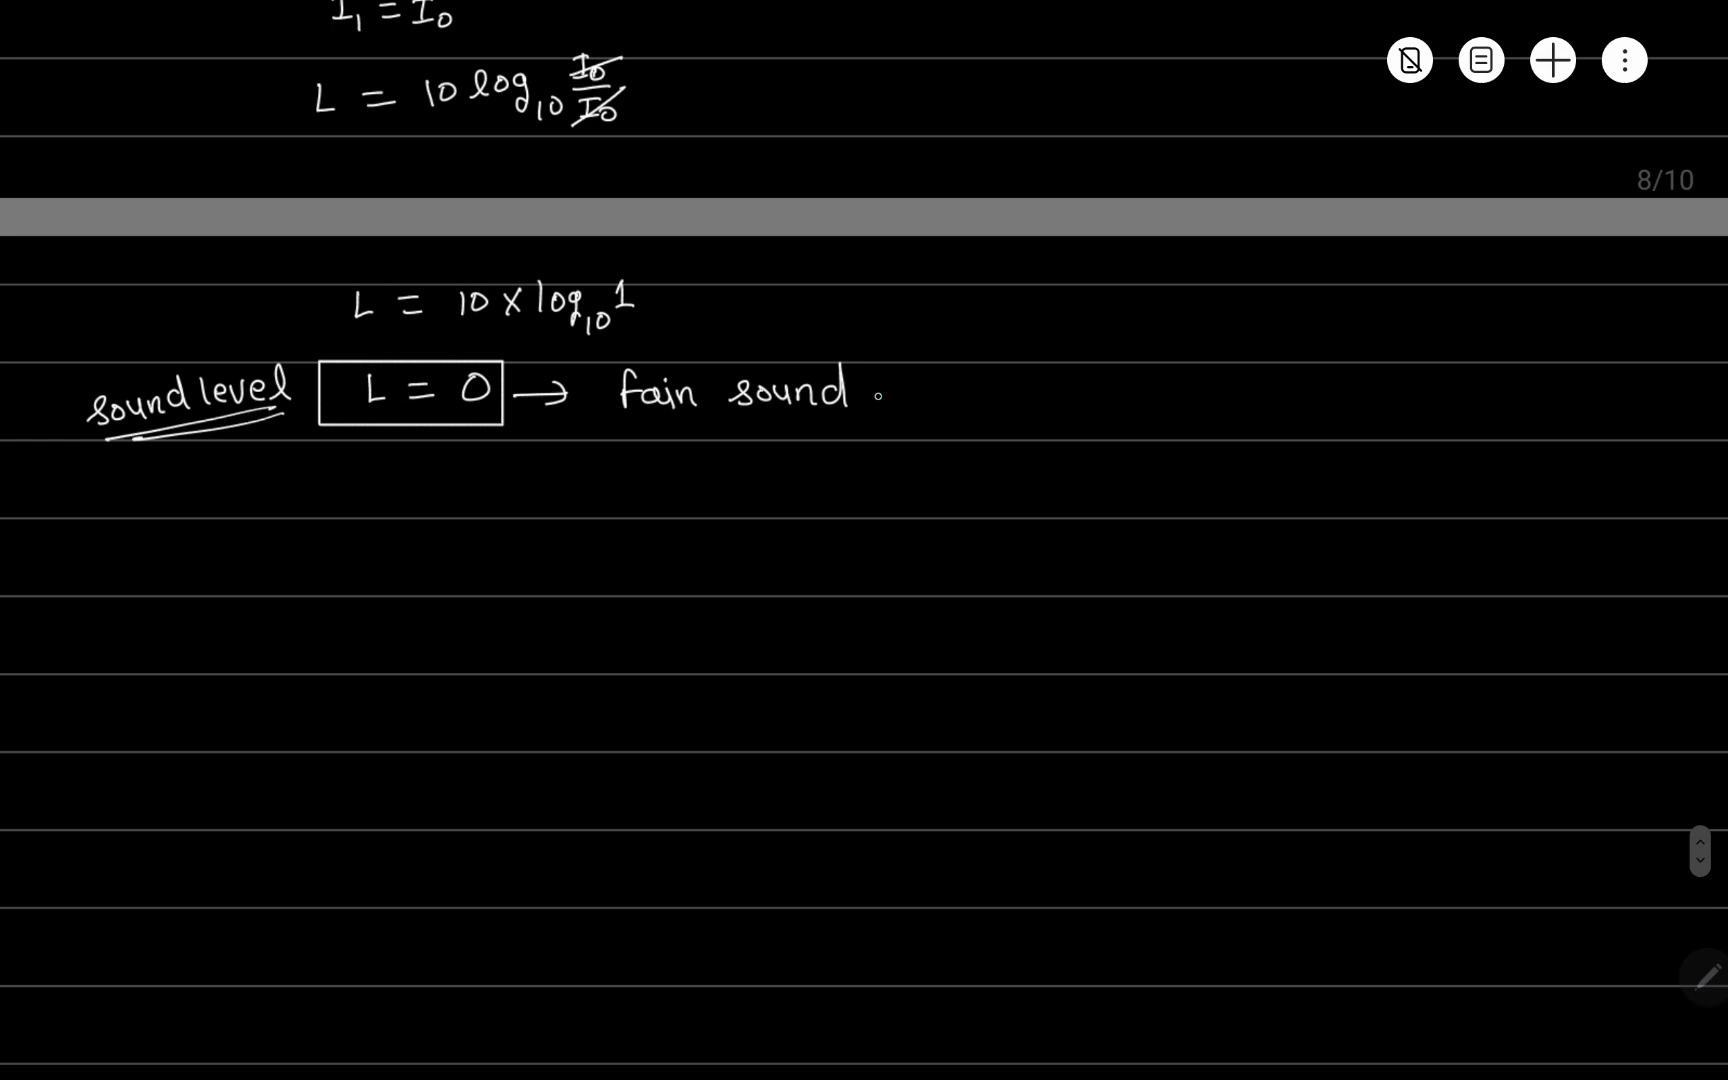 I₁ = I₀
L = 10 log₁₀ I₀/I₀
8/10
L = 10 x log₁₀ 1
sound level L = 0 → fain sound